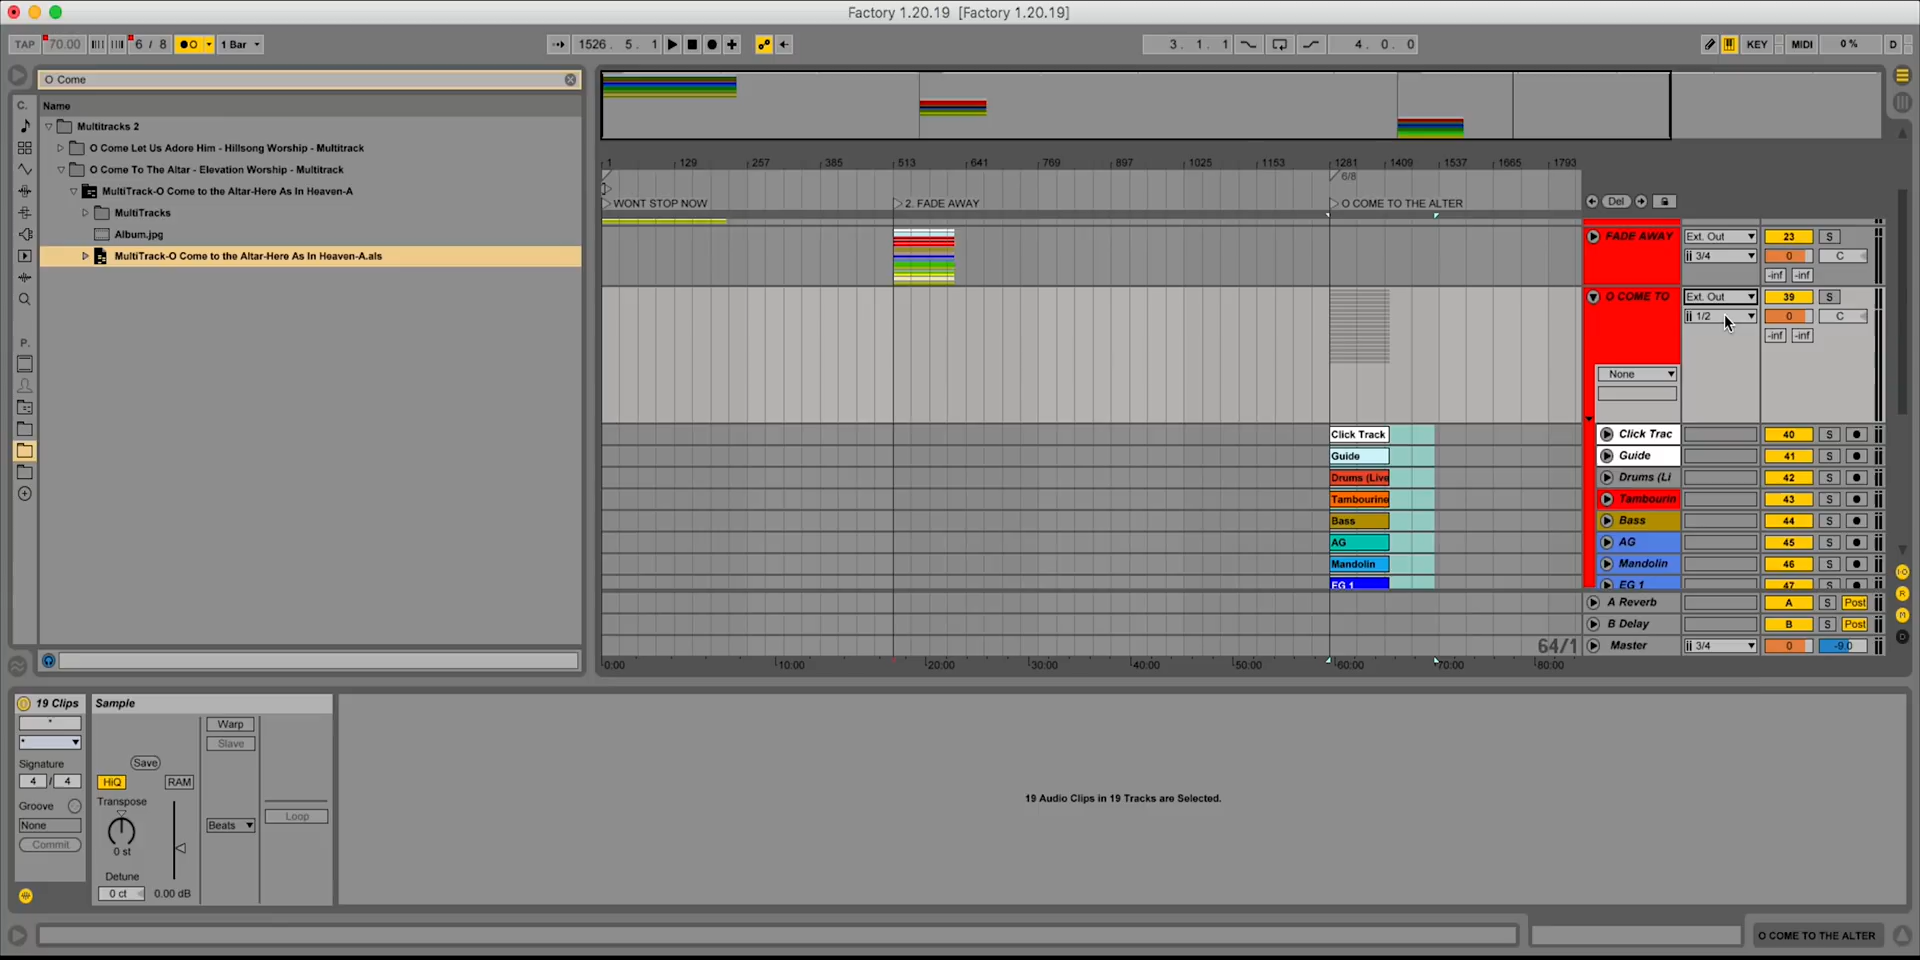 Factory 1.20.19 [Factory 1.20.19]
TAP 70.00 6 / 8 1 Bar 1526. 5. 1 3. 1. 1 4. 0. 0 KEY MIDI 0 % D
O Come
C. Name
Multitracks 2
O Come Let Us Adore Him - Hillsong Worship - Multitrack
O Come To The Altar - Elevation Worship - Multitrack
MultiTrack-O Come to the Altar-Here As In Heaven-A
MultiTracks
Album.jpg
MultiTrack-O Come to the Altar-Here As In Heaven-A.als
P.
1 129 257 385 513 641 769 897 1025 1153 1281 1409 1537 1665 1793
6/8
WONT STOP NOW 2. FADE AWAY O COME TO THE ALTER Del
FADE AWAY Ext. Out 23 S
3/4 0 C
-inf -inf
O COME TO Ext. Out 39 S
1/2 0 C
-inf -inf
None
Click Track Click Trac 40 S
Guide Guide 41 S
Drums (Live Drums (Li 42 S
Tambourine Tambourin 43 S
Bass Bass 44 S
AG AG 45 S
Mandolin Mandolin 46 S
EG 1 EG 1 47 S
A Reverb A S Post
B Delay B S Post
64/1 Master 3/4 0 -9.0
0:00 10:00 20:00 30:00 40:00 50:00 60:00 70:00 80:00
I·O
R
M
D
19 Clips Sample
* Warp
* Slave
Signature Save
4 / 4 HiQ RAM
Groove Transpose Loop
None Beats
Commit 0 st
Detune
0 ct 0.00 dB
19 Audio Clips in 19 Tracks are Selected.
O COME TO THE ALTER